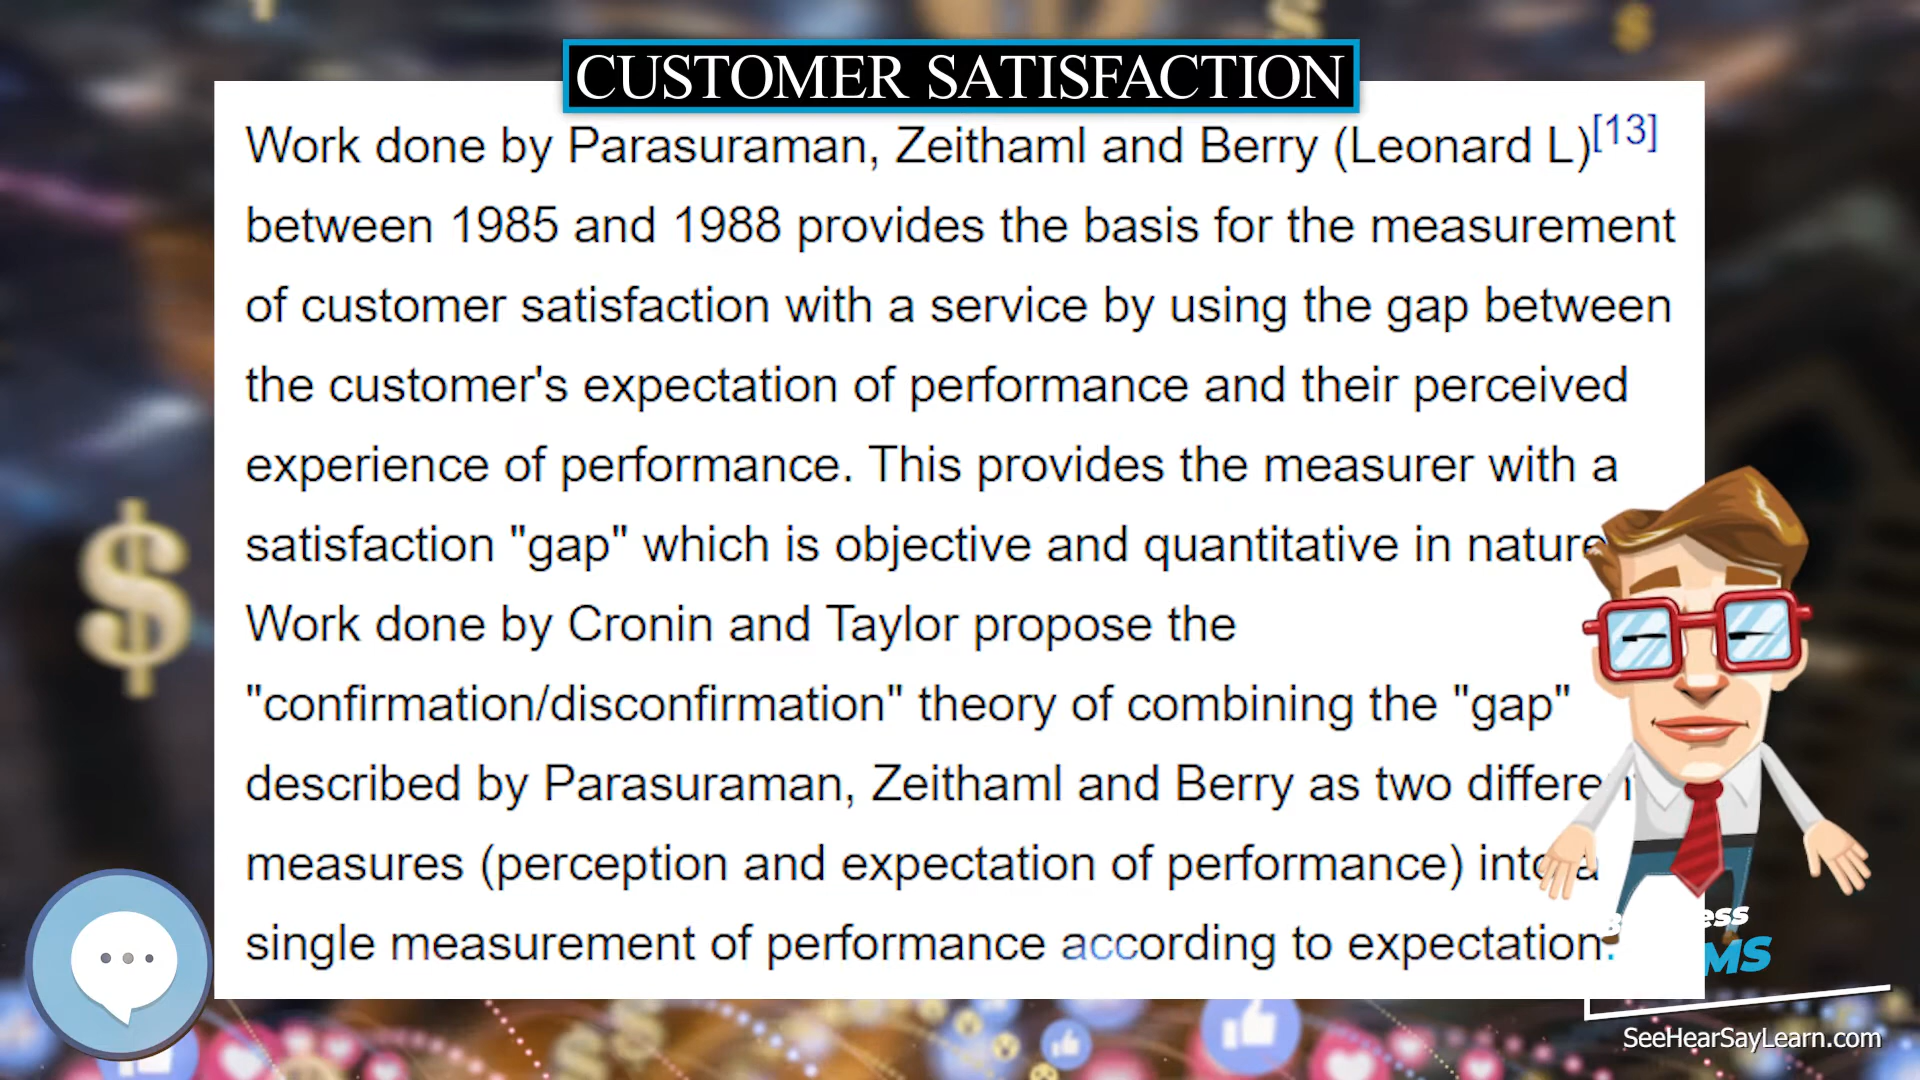 CUSTOMER SATISFACTION
Work done by Parasuraman, Zeithaml and Berry (Leonard L)[13]
between 1985 and 1988 provides the basis for the measurement
of customer satisfaction with a service by using the gap between
the customer's expectation of performance and their perceived
experience of performance. This provides the measurer with a
satisfaction "gap" which is objective and quantitative in nature
Work done by Cronin and Taylor propose the
"confirmation/disconfirmation" theory of combining the "gap"
described by Parasuraman, Zeithaml and Berry as two different
measures (perception and expectation of performance) into a
single measurement of performance according to expectation.
SeeHearSayLearn.com